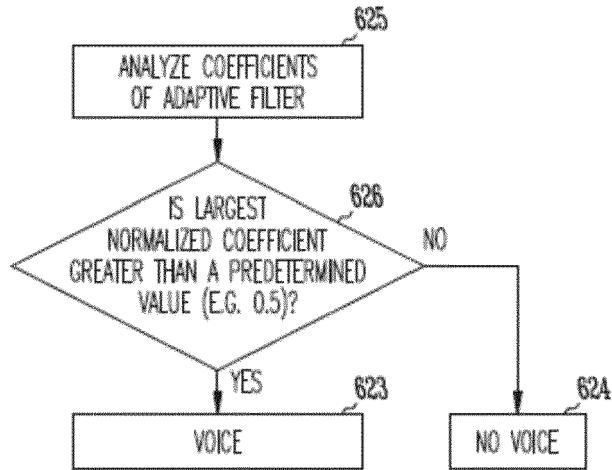 625
ANALYZE COEFFICIENTS
OF ADAPTIVE FILTER
626
IS LARGEST
NORMALIZED COEFFICIENT
GREATER THAN A PREDETERMINED
VALUE (E.G. 0.5)?
NO
YES
623
VOICE
624
NO VOICE